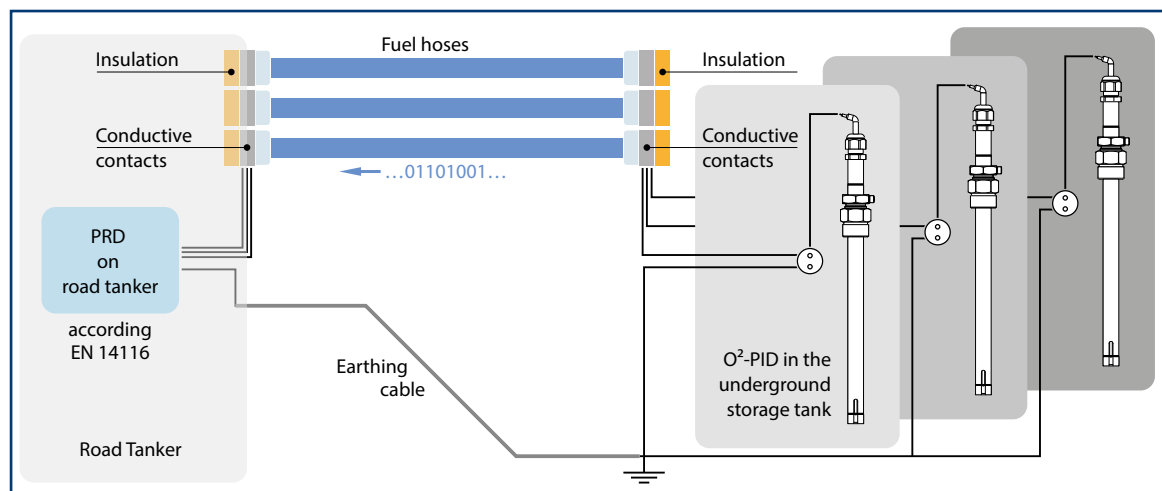 Fuel hoses
Insulation
Insulation
Conductive
contacts
Conductive
contacts
...01101001...
PRD
on
road tanker
according
EN 14116
Earthing
cable
O²-PID in the
underground
storage tank
Road Tanker